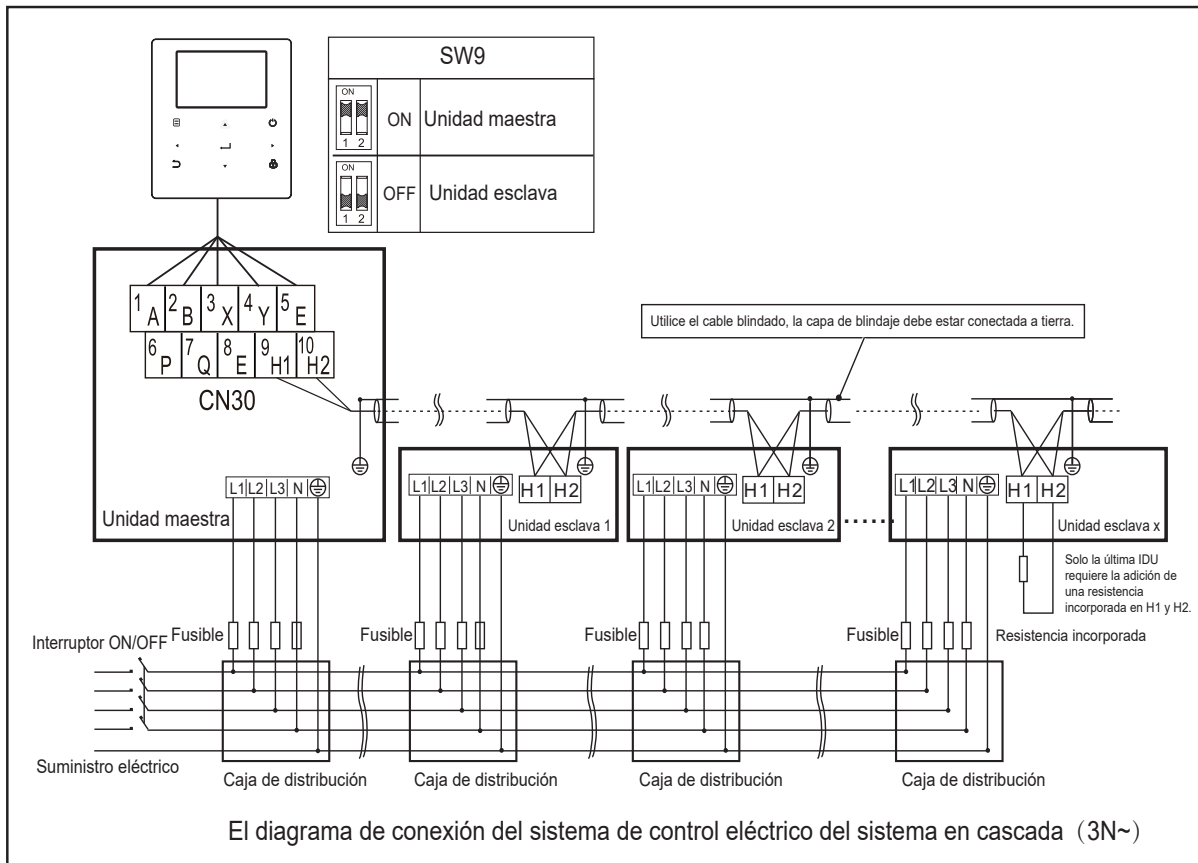 SW9
ON
1 2
ON
Unidad maestra
ON
1 2
OFF
Unidad esclava
1 A
2 B
3 X
4 Y
5 E
6 P
7 Q
8 E
9 H1
10 H2
CN30
Utilice el cable blindado, la capa de blindaje debe estar conectada a tierra.
L1 L2 L3 N
Unidad maestra
L1 L2 L3 N
H1 H2
Unidad esclava 1
L1 L2 L3 N
H1 H2
Unidad esclava 2
L1 L2 L3 N
H1 H2
Unidad esclava x
Solo la última IDU
requiere la adición de
una resistencia
incorporada en H1 y H2.
Interruptor ON/OFF
Fusible
Fusible
Fusible
Resistencia incorporada
Suministro eléctrico
Caja de distribución
Caja de distribución
Caja de distribución
Caja de distribución
El diagrama de conexión del sistema de control eléctrico del sistema en cascada（3N~）